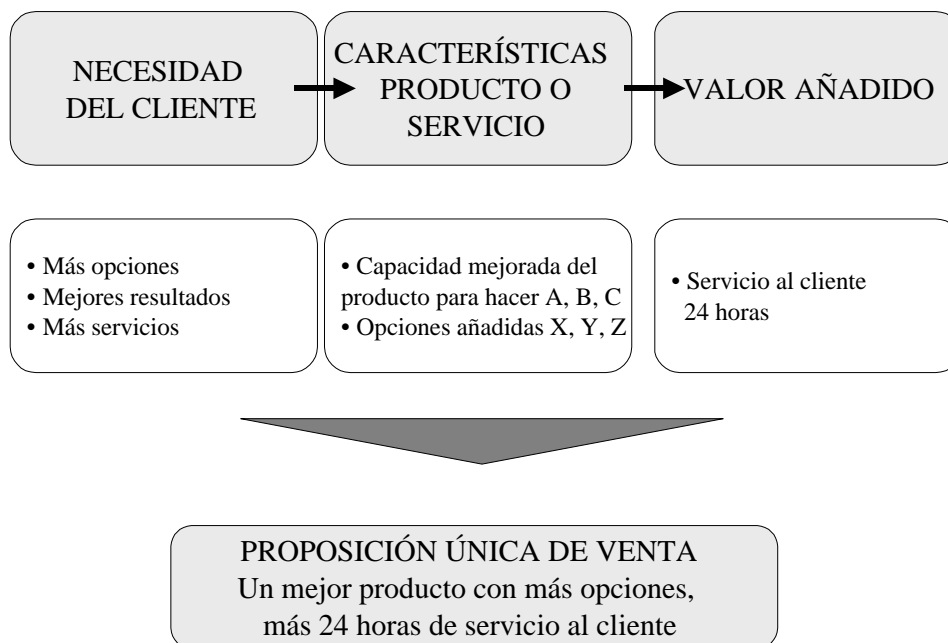 NECESIDAD
DEL CLIENTE
CARACTERÍSTICAS
PRODUCTO O
SERVICIO
VALOR AÑADIDO
• Más opciones
• Mejores resultados
• Más servicios
• Capacidad mejorada del
producto para hacer A, B, C
• Opciones añadidas X, Y, Z
• Servicio al cliente
24 horas
PROPOSICIÓN ÚNICA DE VENTA
Un mejor producto con más opciones,
más 24 horas de servicio al cliente